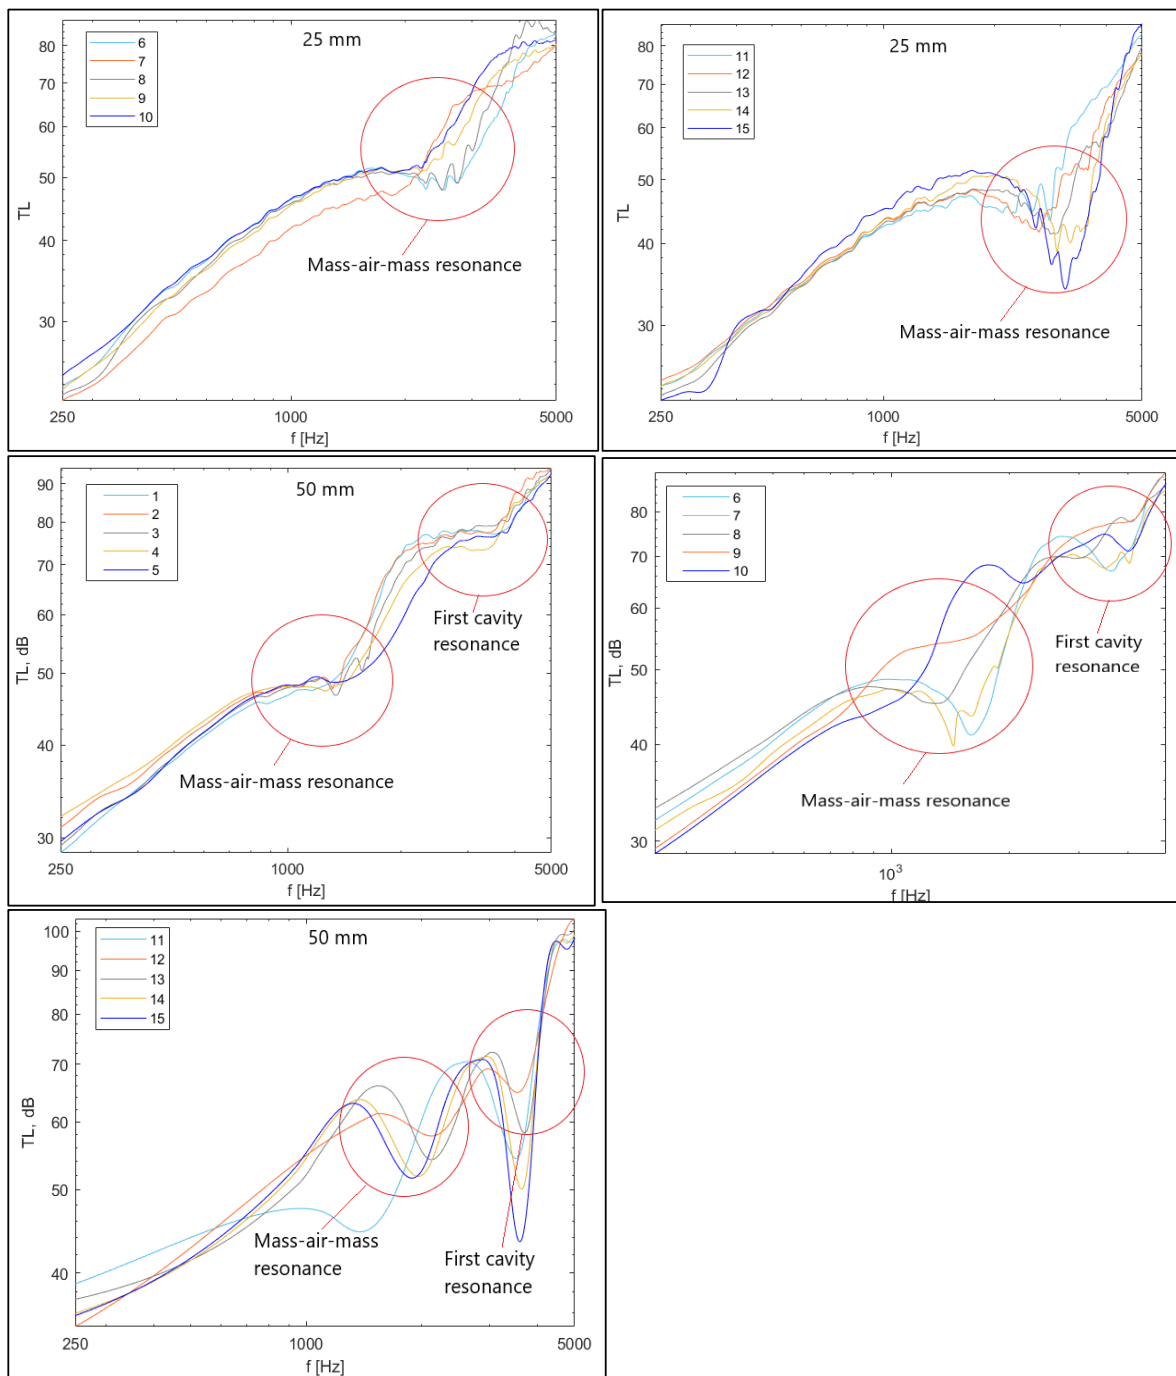 25 mm
6
7
8
9
10
80
70
60
50
40
30
TL
Mass-air-mass resonance
250
1000
5000
f [Hz]
25 mm
11
12
13
14
15
80
70
60
50
40
30
TL
Mass-air-mass resonance
250
1000
5000
f [Hz]
50 mm
1
2
3
4
5
90
80
70
60
50
40
30
TL, dB
First cavity
resonance
Mass-air-mass resonance
250
1000
5000
f [Hz]
6
7
8
9
10
80
70
60
50
40
30
TL, dB
First cavity
resonance
Mass-air-mass resonance
10³
f [Hz]
50 mm
11
12
13
14
15
100
90
80
70
60
50
40
TL, dB
Mass-air-mass
resonance
First cavity
resonance
250
1000
5000
f [Hz]